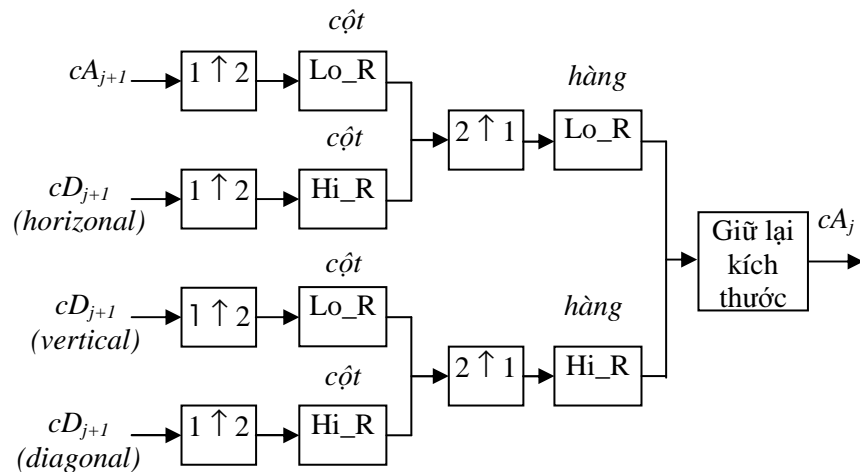 cột
cA_{j+1}
1 ↑ 2
Lo_R
hàng
cột
2 ↑ 1
Lo_R
cD_{j+1}
(horizonal)
1 ↑ 2
Hi_R
cA_j
Giữ lại
kích
thước
cột
cD_{j+1}
(vertical)
1 ↑ 2
Lo_R
hàng
cột
2 ↑ 1
Hi_R
cD_{j+1}
(diagonal)
1 ↑ 2
Hi_R